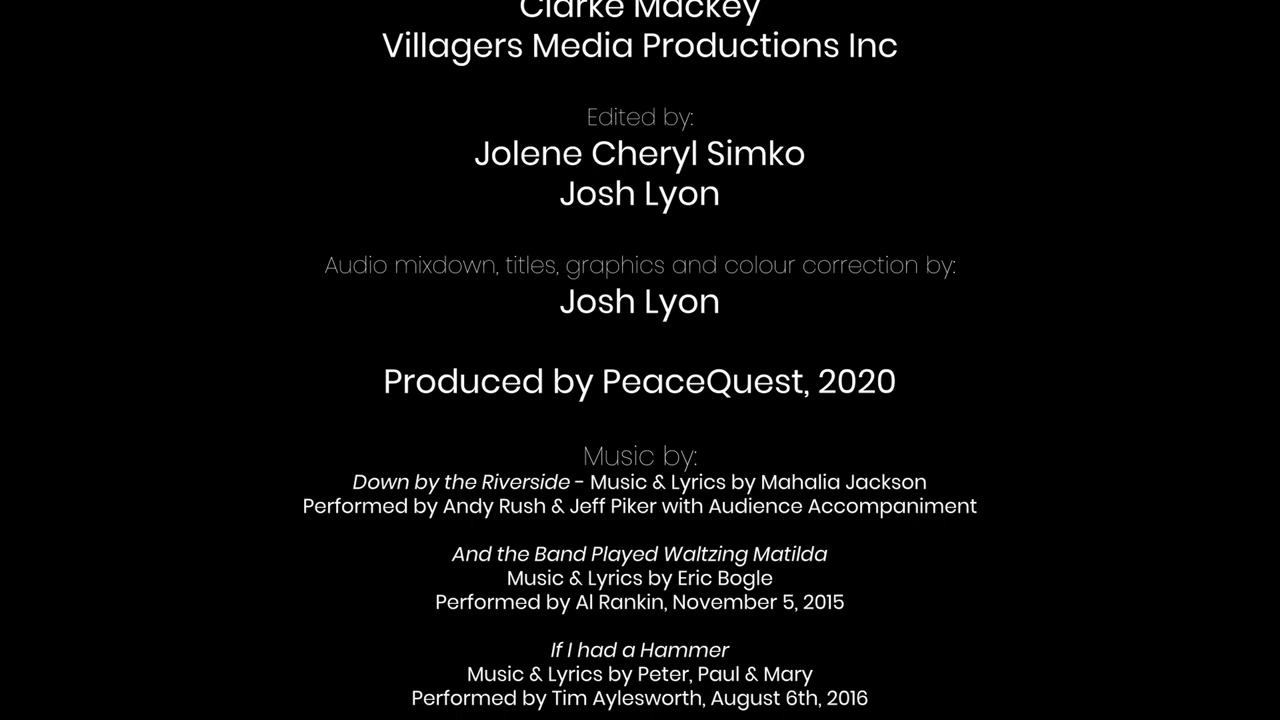 Clarke Mackey
Villagers Media Productions Inc
Edited by:
Jolene Cheryl Simko
Josh Lyon
Audio mixdown, titles, graphics and colour correction by:
Josh Lyon
Produced by PeaceQuest, 2020
Music by:
Down by the Riverside - Music & Lyrics by Mahalia Jackson
Performed by Andy Rush & Jeff Piker with Audience Accompaniment
And the Band Played Waltzing Matilda
Music & Lyrics by Eric Bogle
Performed by Al Rankin, November 5, 2015
If I had a Hammer
Music & Lyrics by Peter, Paul & Mary
Performed by Tim Aylesworth, August 6th, 2016